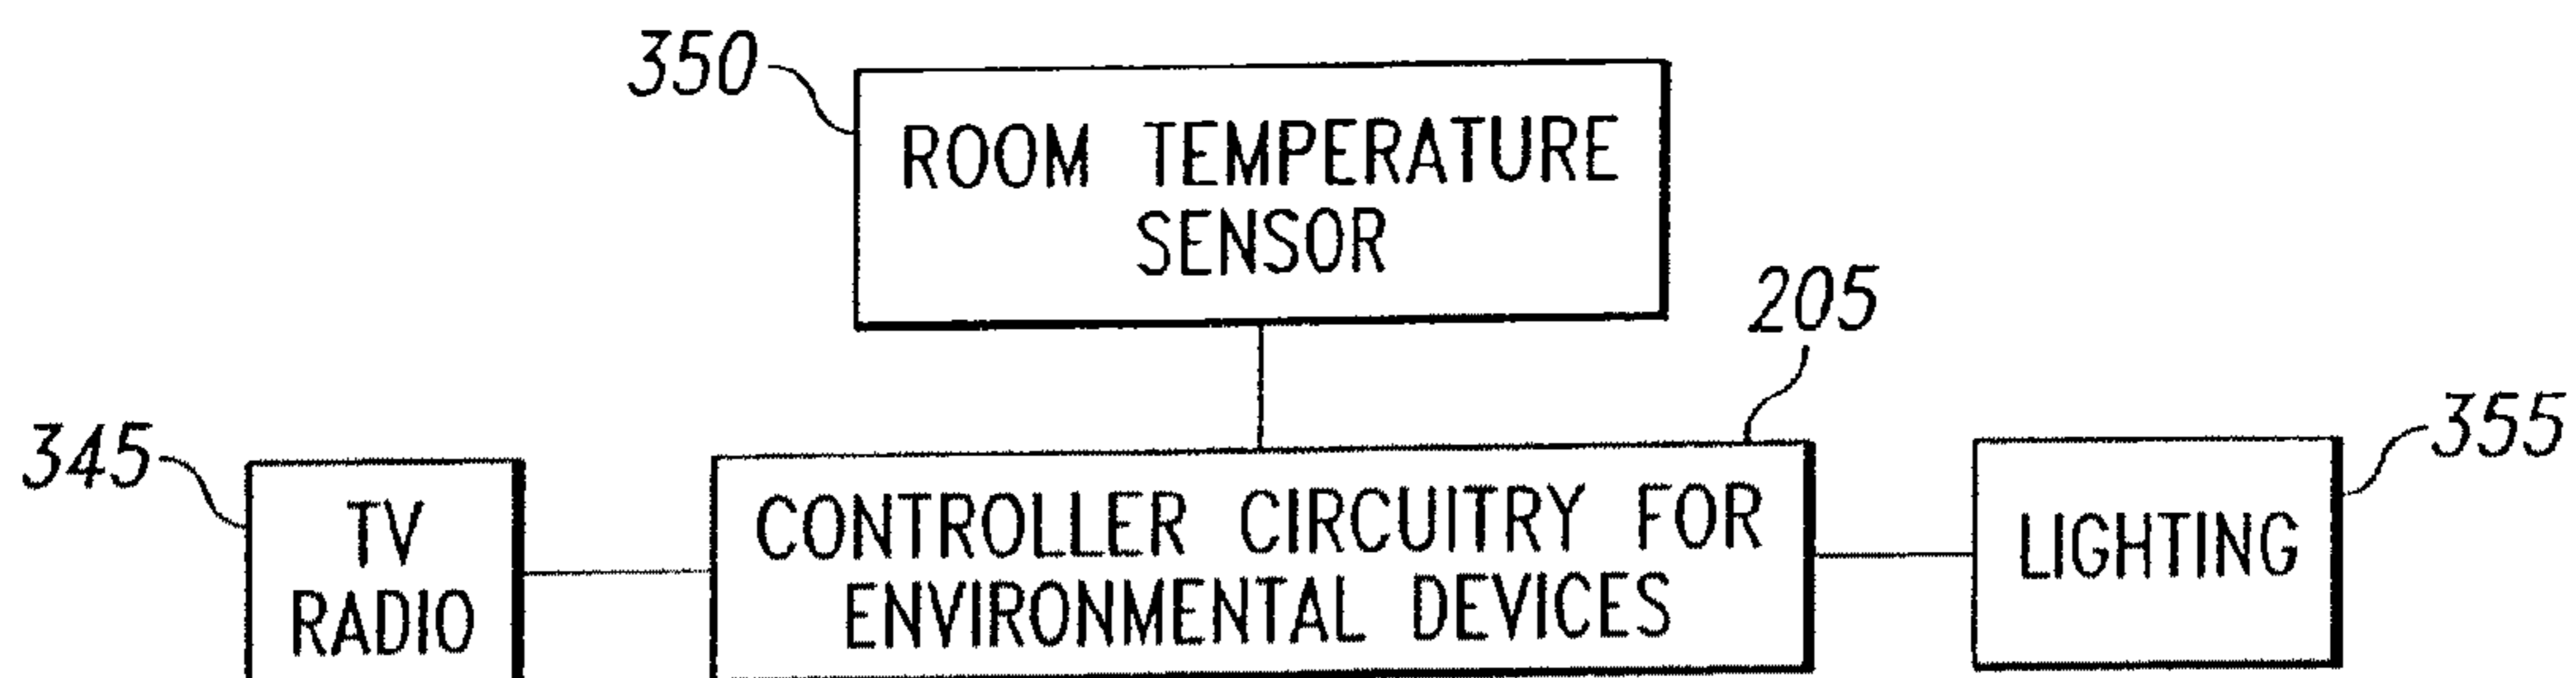 350
ROOM TEMPERATURE
SENSOR
205
345
355
TV
RADIO
CONTROLLER CIRCUITRY FOR
ENVIRONMENTAL DEVICES
LIGHTING